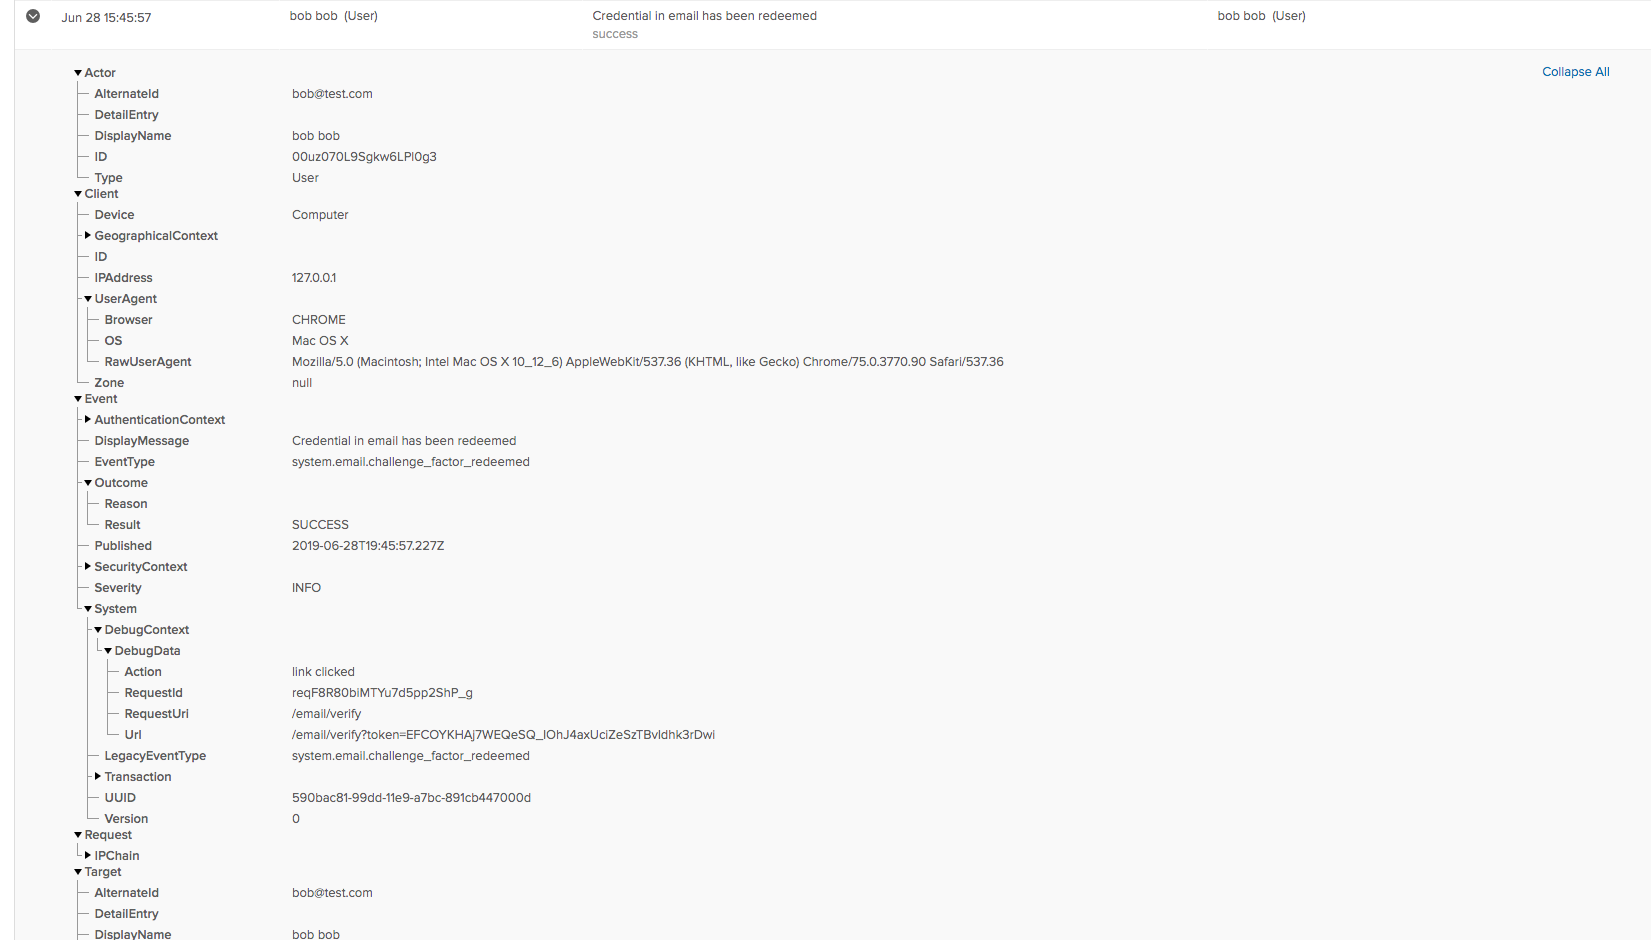 Jun 28 15:45:57 bob bob (User) Credential in email has been redeemed bob bob (User)
success
Actor Collapse All
AlternateId bob@test.com
DetailEntry
DisplayName bob bob
ID 00uz070L9Sgkw6LPl0g3
Type User
Client
Device Computer
GeographicalContext
ID
IPAddress 127.0.0.1
UserAgent
Browser CHROME
OS Mac OS X
RawUserAgent Mozilla/5.0 (Macintosh; Intel Mac OS X 10_12_6) AppleWebKit/537.36 (KHTML, like Gecko) Chrome/75.0.3770.90 Safari/537.36
Zone null
Event
AuthenticationContext
DisplayMessage Credential in email has been redeemed
EventType system.email.challenge_factor_redeemed
Outcome
Reason
Result SUCCESS
Published 2019-06-28T19:45:57.227Z
SecurityContext
Severity INFO
System
DebugContext
DebugData
Action link clicked
RequestId reqF8R80biMTYu7d5pp2ShP_g
RequestUri /email/verify
Url /email/verify?token=EFCOYKHAj7WEQeSQ_lOhJ4axUciZeSzTBvIdhk3rDwi
LegacyEventType system.email.challenge_factor_redeemed
Transaction
UUID 590bac81-99dd-11e9-a7bc-891cb447000d
Version 0
Request
IPChain
Target
AlternateId bob@test.com
DetailEntry
DisplayName bob bob